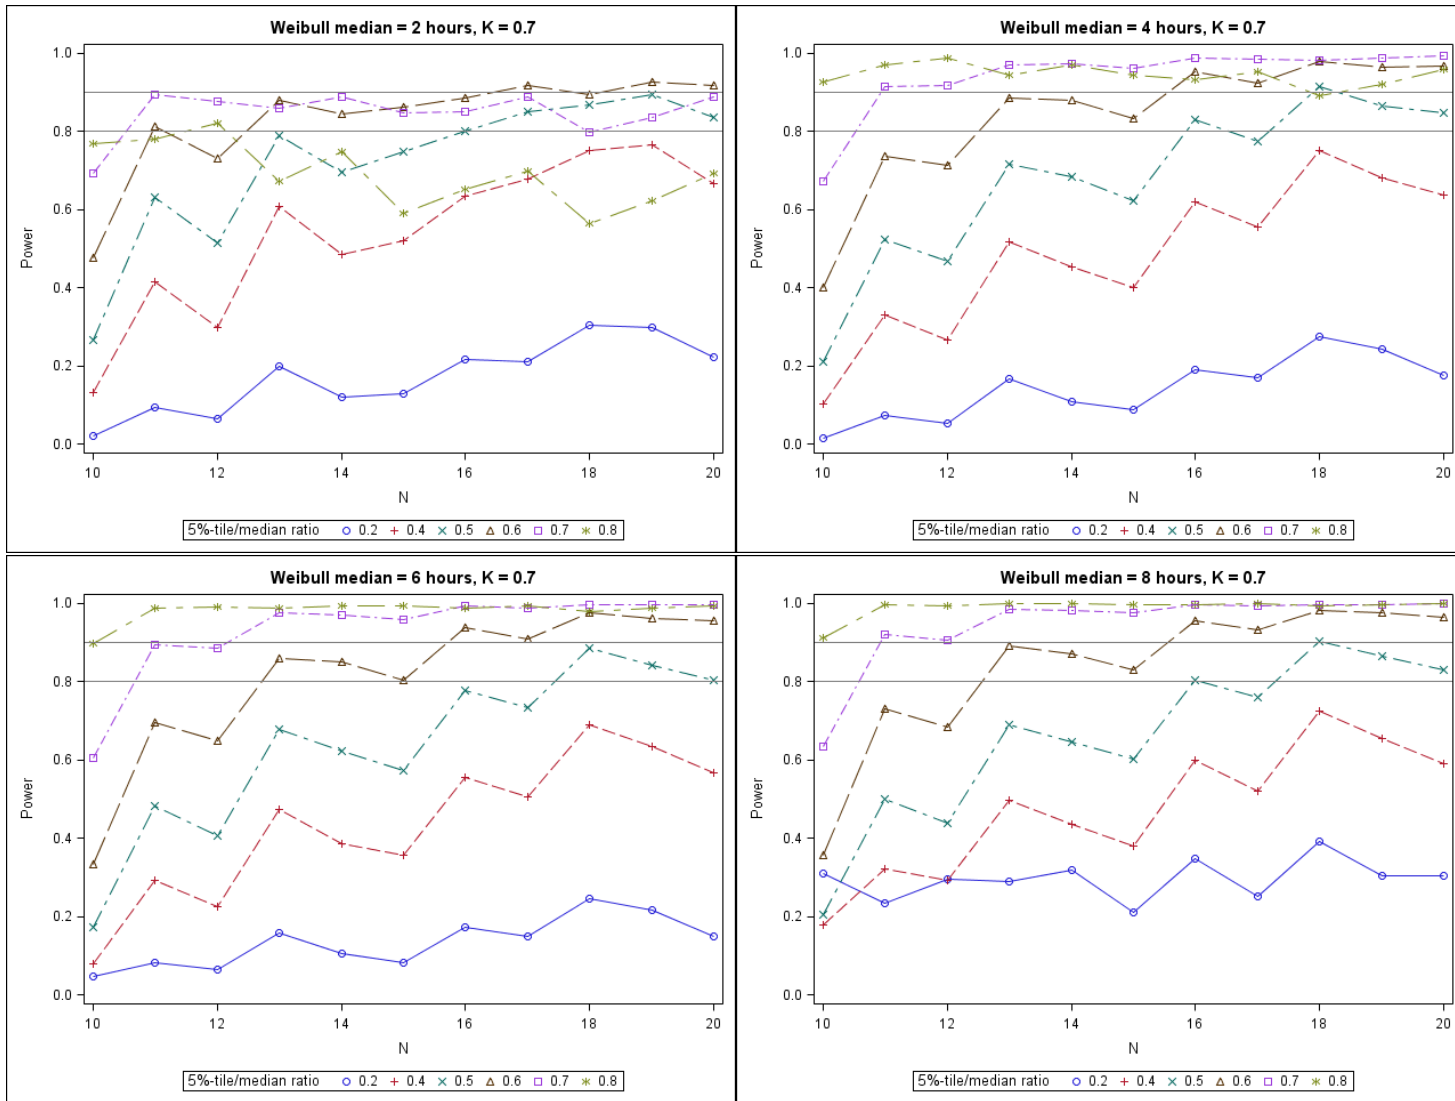 Weibull median = 2 hours, K = 0.7
1.0
0.8
0.6
0.4
0.2
0.0
Power
10 12 14 16 18 20
N
5%-tile/median ratio 0.2 0.4 0.5 0.6 0.7 0.8
Weibull median = 4 hours, K = 0.7
1.0
0.8
0.6
0.4
0.2
0.0
Power
10 12 14 16 18 20
N
5%-tile/median ratio 0.2 0.4 0.5 0.6 0.7 0.8
Weibull median = 6 hours, K = 0.7
1.0
0.8
0.6
0.4
0.2
0.0
Power
10 12 14 16 18 20
N
5%-tile/median ratio 0.2 0.4 0.5 0.6 0.7 0.8
Weibull median = 8 hours, K = 0.7
1.0
0.8
0.6
0.4
0.2
0.0
Power
10 12 14 16 18 20
N
5%-tile/median ratio 0.2 0.4 0.5 0.6 0.7 0.8